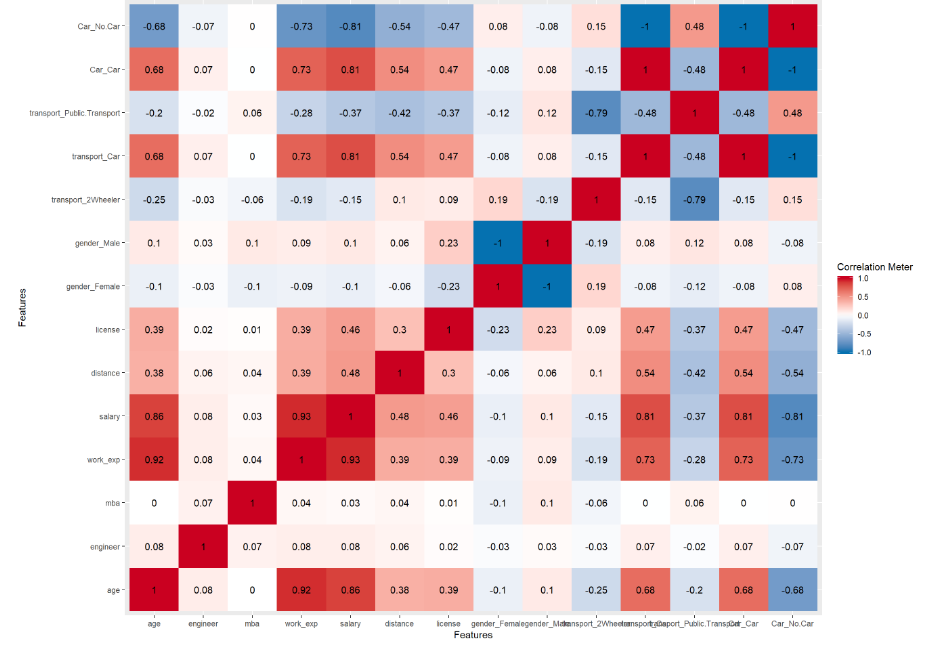 Car_No.Car -0.68 -0.07 0 -0.73 -0.81 -0.54 -0.47 0.08 -0.08 0.15 -1 0.48 -1 1
Car_Car 0.68 0.07 0 0.73 0.81 0.54 0.47 -0.08 0.08 -0.15 1 -0.48 1 -1
transport_Public.Transport -0.2 -0.02 0.06 -0.28 -0.37 -0.42 -0.37 -0.12 0.12 -0.79 -0.48 1 -0.48 0.48
transport_Car 0.68 0.07 0 0.73 0.81 0.54 0.47 -0.08 0.08 -0.15 1 -0.48 1 -1
transport_2Wheeler -0.25 -0.03 -0.06 -0.19 -0.15 0.1 0.09 0.19 -0.19 1 -0.15 -0.79 -0.15 0.15
gender_Male 0.1 0.03 0.1 0.09 0.1 0.06 0.23 -1 1 -0.19 0.08 0.12 0.08 -0.08
gender_Female -0.1 -0.03 -0.1 -0.09 -0.1 -0.06 -0.23 1 -1 0.19 -0.08 -0.12 -0.08 0.08
license 0.39 0.02 0.01 0.39 0.46 0.3 1 -0.23 0.23 0.09 0.47 -0.37 0.47 -0.47
distance 0.38 0.06 0.04 0.39 0.48 1 0.3 -0.06 0.06 0.1 0.54 -0.42 0.54 -0.54
salary 0.86 0.08 0.03 0.93 1 0.48 0.46 -0.1 0.1 -0.15 0.81 -0.37 0.81 -0.81
work_exp 0.92 0.08 0.04 1 0.93 0.39 0.39 -0.09 0.09 -0.19 0.73 -0.28 0.73 -0.73
mba 0 0.07 1 0.04 0.03 0.04 0.01 -0.1 0.1 -0.06 0 0.06 0 0
engineer 0.08 1 0.07 0.08 0.08 0.06 0.02 -0.03 0.03 -0.03 0.07 -0.02 0.07 -0.07
age 1 0.08 0 0.92 0.86 0.38 0.39 -0.1 0.1 -0.25 0.68 -0.2 0.68 -0.68
age engineer mba work_exp salary distance license gender_Female gender_Male transport_2Wheeler Car_No.Car
Features
Features
Correlation Meter
1.0
0.5
0.0
-0.5
-1.0